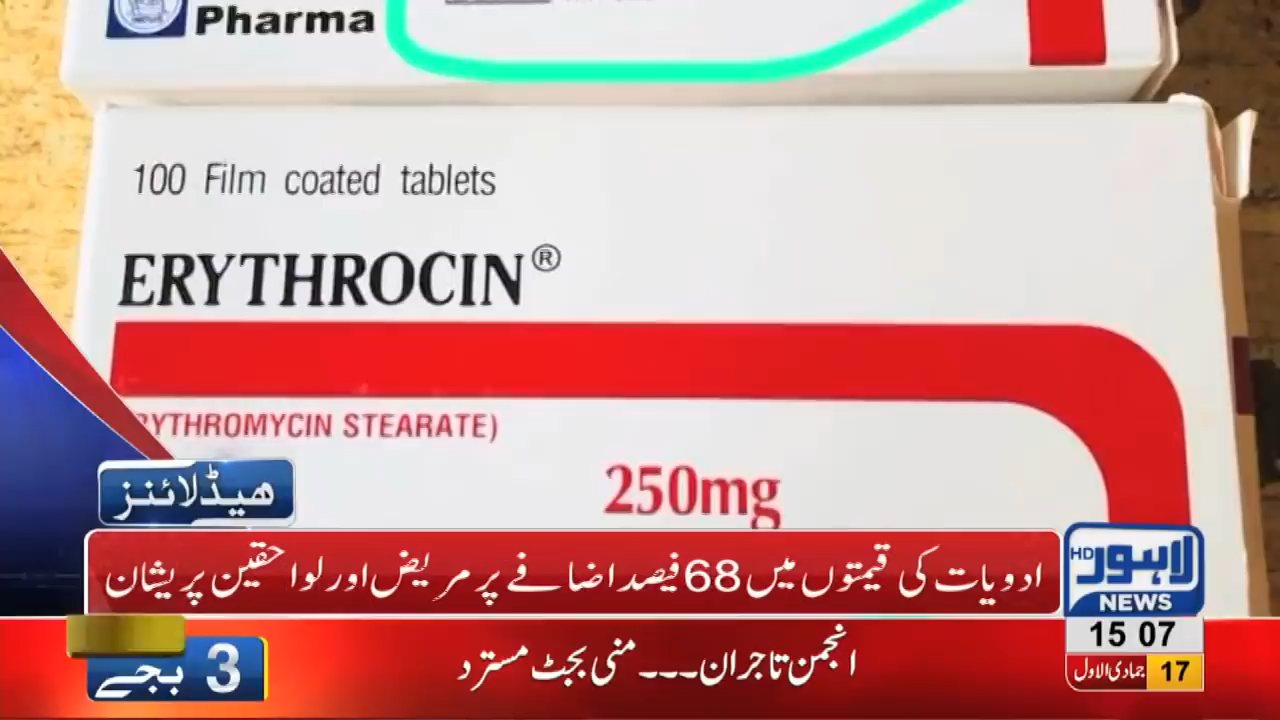 Pharma
100 Film coated tablets
ERYTHROCIN®
RYTHROMYCIN STEARATE)
250mg
ھیڈلائنز
ادویات کی قیمتوں میں 68 فیصد اضافے پر مریض اور لواحقین پریشان
HD لاہور
NEWS
15 07
3 بجے
انجمن تاجران۔۔۔ منی بجٹ مسترد
17 جمادی الاول